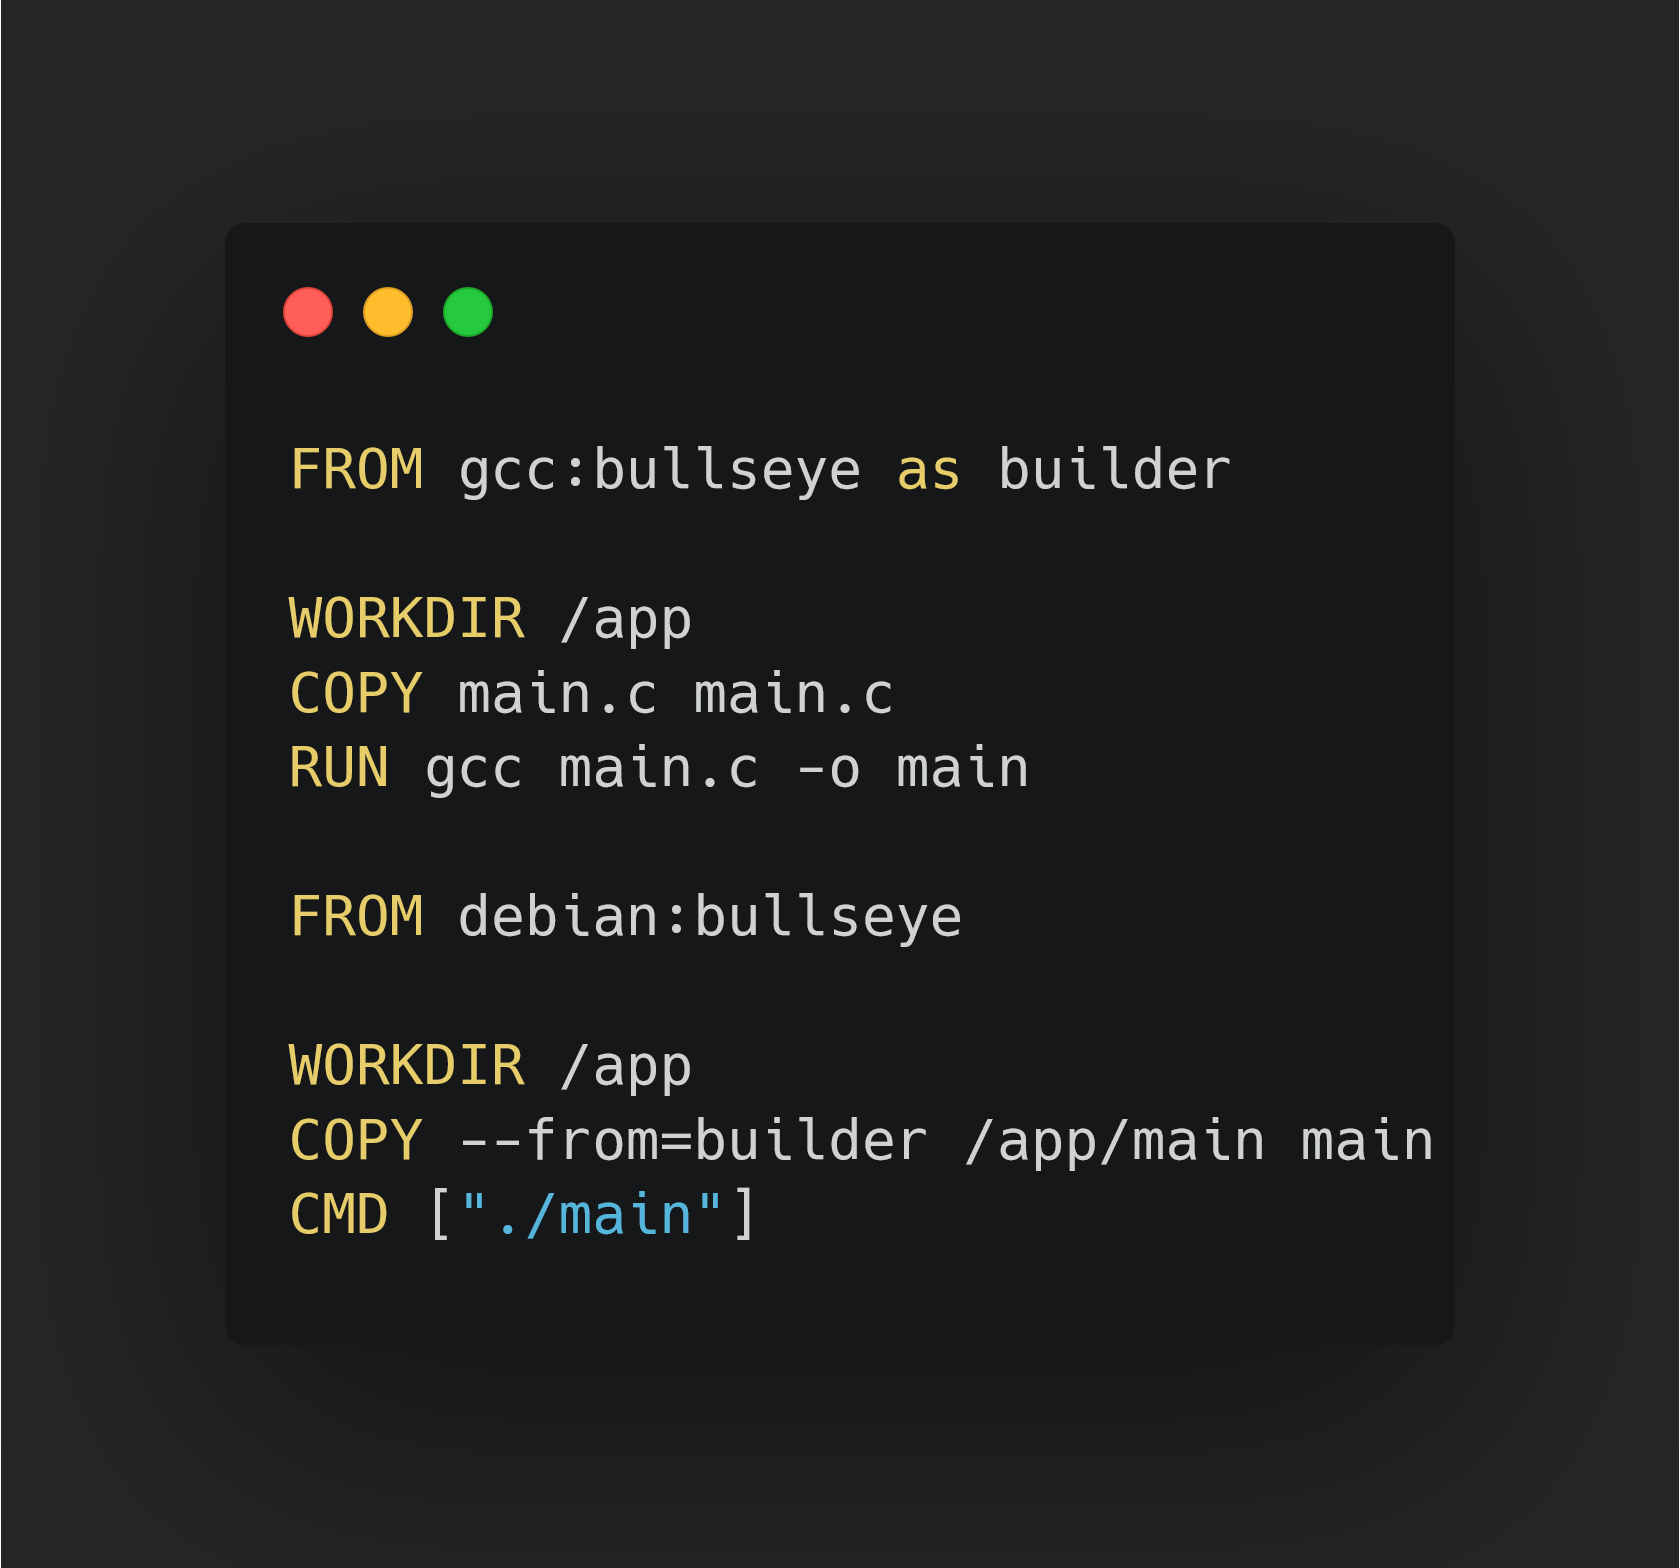 FROM gcc:bullseye as builder
WORKDIR /app
COPY main.c main.c
RUN gcc main.c -o main
FROM debian:bullseye
WORKDIR /app
COPY --from=builder /app/main main
CMD ["./main"]